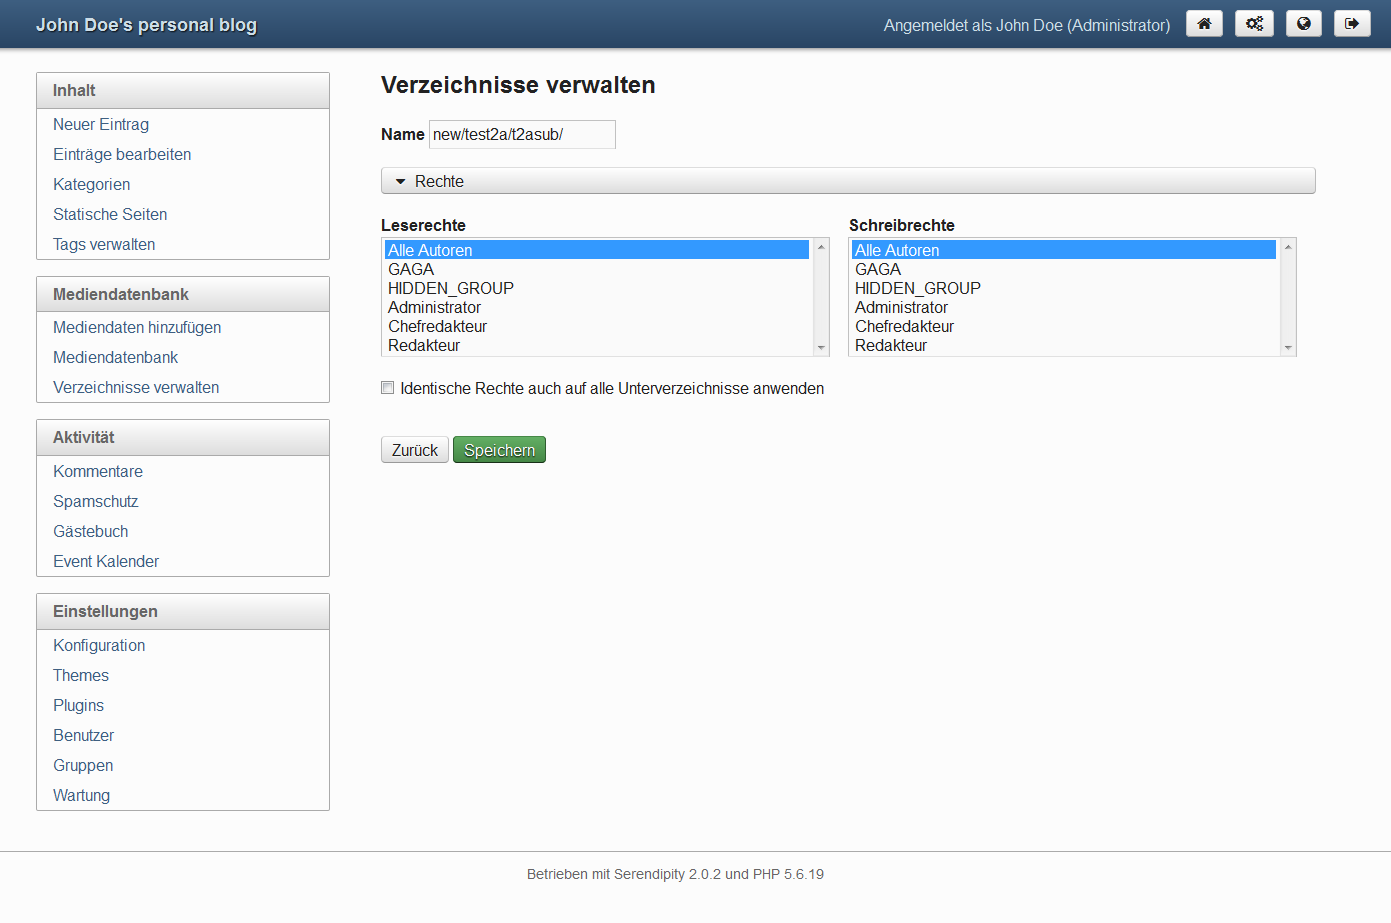 John Doe's personal blog
Angemeldet als John Doe (Administrator)
Inhalt
Neuer Eintrag
Einträge bearbeiten
Kategorien
Statische Seiten
Tags verwalten
Mediendatenbank
Mediendaten hinzufügen
Mediendatenbank
Verzeichnisse verwalten
Aktivität
Kommentare
Spamschutz
Gästebuch
Event Kalender
Einstellungen
Konfiguration
Themes
Plugins
Benutzer
Gruppen
Wartung
Verzeichnisse verwalten
Name new/test2a/t2asub/
Rechte
Leserechte
Alle Autoren
GAGA
HIDDEN_GROUP
Administrator
Chefredakteur
Redakteur
Schreibrechte
Alle Autoren
GAGA
HIDDEN_GROUP
Administrator
Chefredakteur
Redakteur
Identische Rechte auch auf alle Unterverzeichnisse anwenden
Zurück Speichern
Betrieben mit Serendipity 2.0.2 und PHP 5.6.19